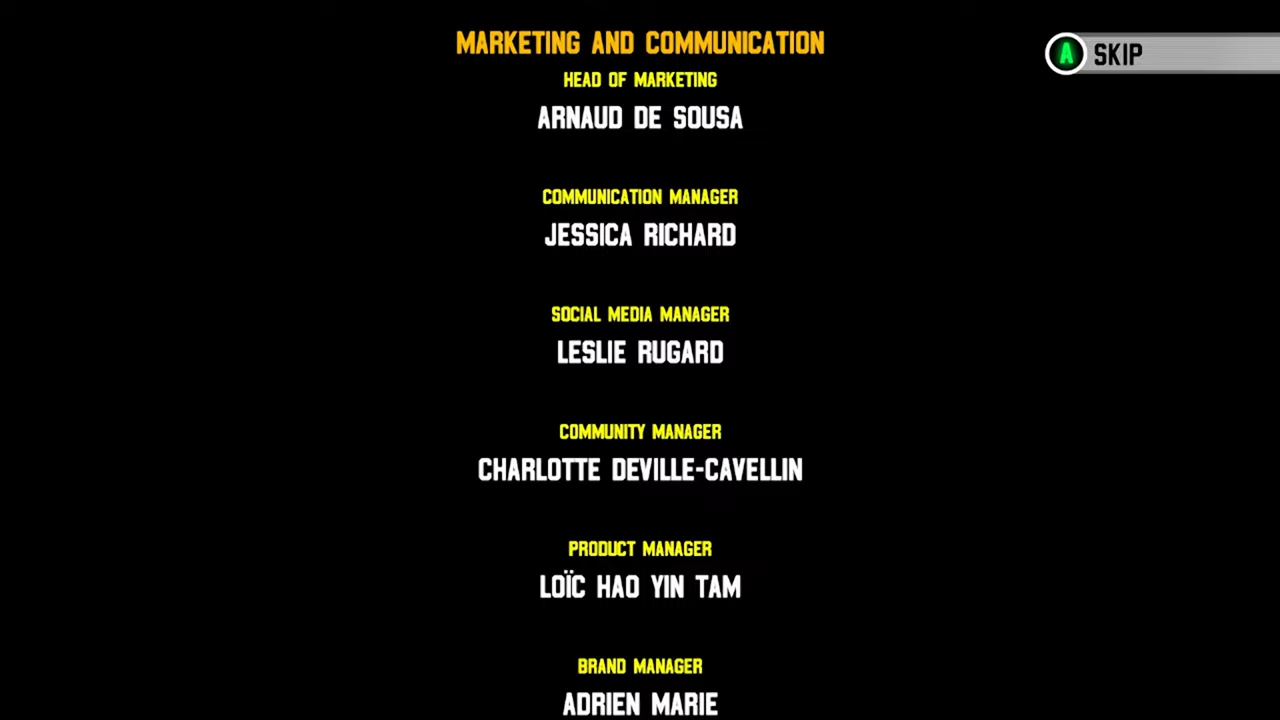 MARKETING AND COMMUNICATION
A SKIP
HEAD OF MARKETING
ARNAUD DE SOUSA
COMMUNICATION MANAGER
JESSICA RICHARD
SOCIAL MEDIA MANAGER
LESLIE RUGARD
COMMUNITY MANAGER
CHARLOTTE DEVILLE-CAVELLIN
PRODUCT MANAGER
LOÏC HAO YIN TAM
BRAND MANAGER
ADRIEN MARIE